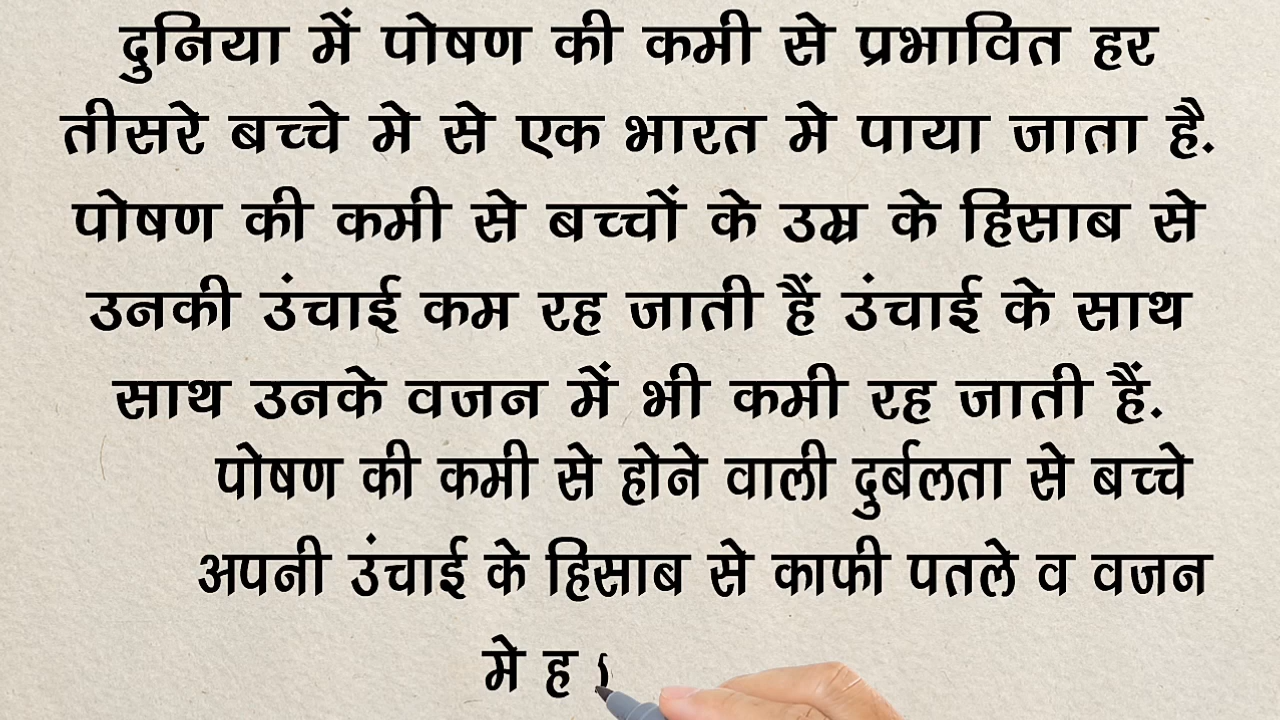 दुनिया में पोषण की कमी से प्रभावित हर
तीसरे बच्चे मे से एक भारत मे पाया जाता है.
पोषण की कमी से बच्चों के उम्र के हिसाब से
उनकी उंचाई कम रह जाती हैं उंचाई के साथ
साथ उनके वजन में भी कमी रह जाती हैं.
पोषण की कमी से होने वाली दुर्बलता से बच्चे
अपनी उंचाई के हिसाब से काफी पतले व वजन
मे